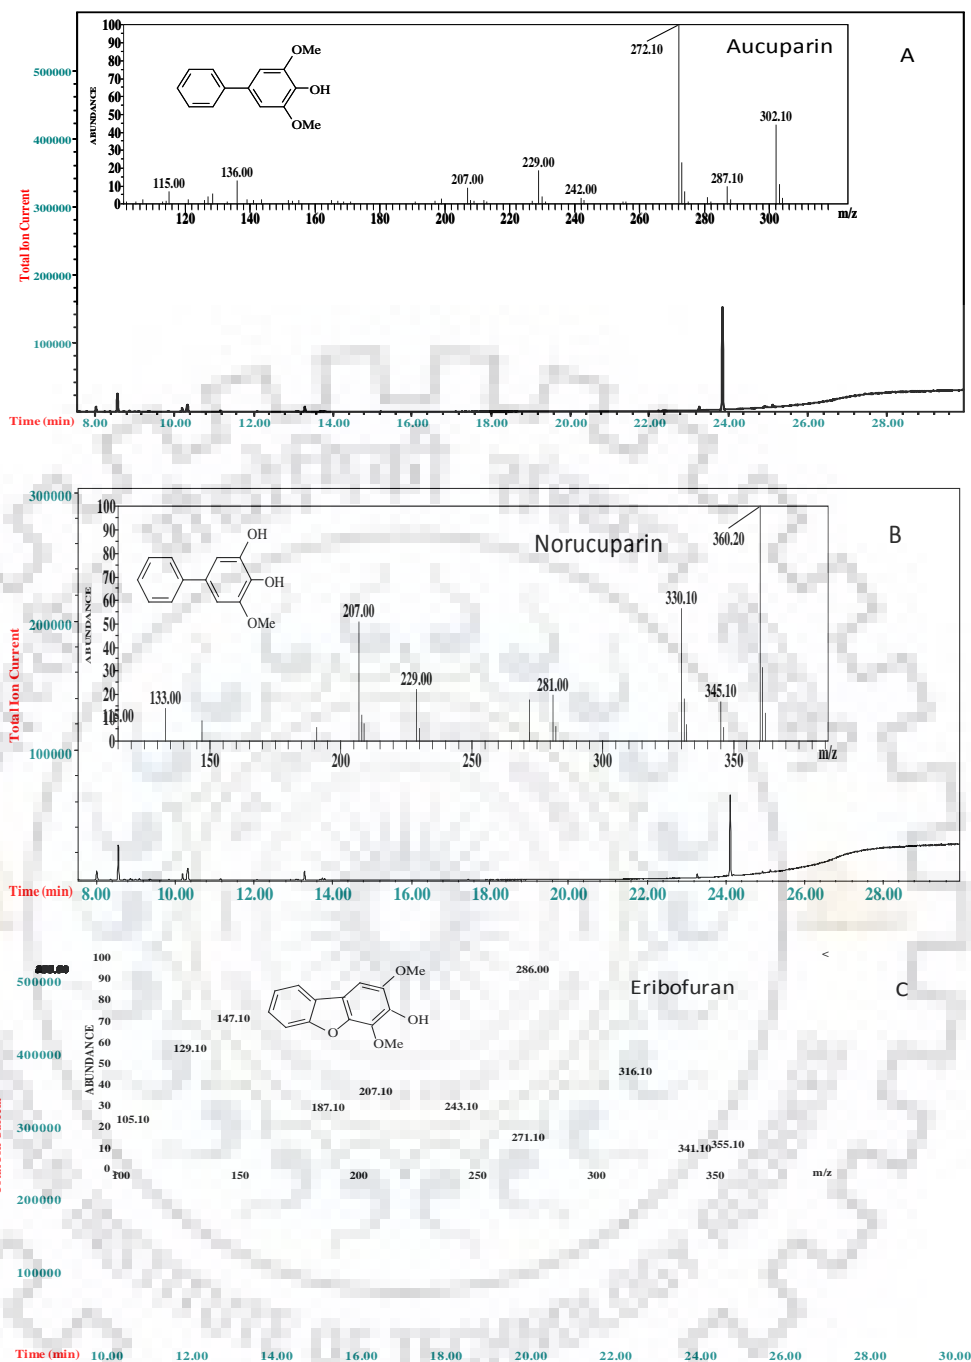 100
90
80
70
60
50
40
30
20
10
0
ABUNDANCE
OMe
OH
OMe
272.10
Aucuparin
A
302.10
115.00
136.00
207.00
229.00
242.00
287.10
120 140 160 180 200 220 240 260 280 300
m/z
500000
400000
300000
200000
100000
Total Ion Current
Time (min) 8.00 10.00 12.00 14.00 16.00 18.00 20.00 22.00 24.00 26.00 28.00
300000
200000
100000
Total Ion Current
100
90
80
70
60
50
40
30
20
10
0
ABUNDANCE
OH
OH
OMe
Norucuparin
B
360.20
330.10
207.00
229.00
281.00
345.10
133.00
115.00
150 200 250 300 350 m/z
Time (min) 8.00 10.00 12.00 14.00 16.00 18.00 20.00 22.00 24.00 26.00 28.00
500000
400000
300000
200000
100000
100
90
80
70
60
50
40
30
20
10
0
ABUNDANCE
OMe
OH
O
OMe
286.00
<
Eribofuran
C
147.10
129.10
316.10
207.10
187.10
243.10
105.10
271.10
341.10
355.10
100 150 200 250 300 350 m/z
Time (min) 10.00 12.00 14.00 16.00 18.00 20.00 22.00 24.00 26.00 28.00 30.00